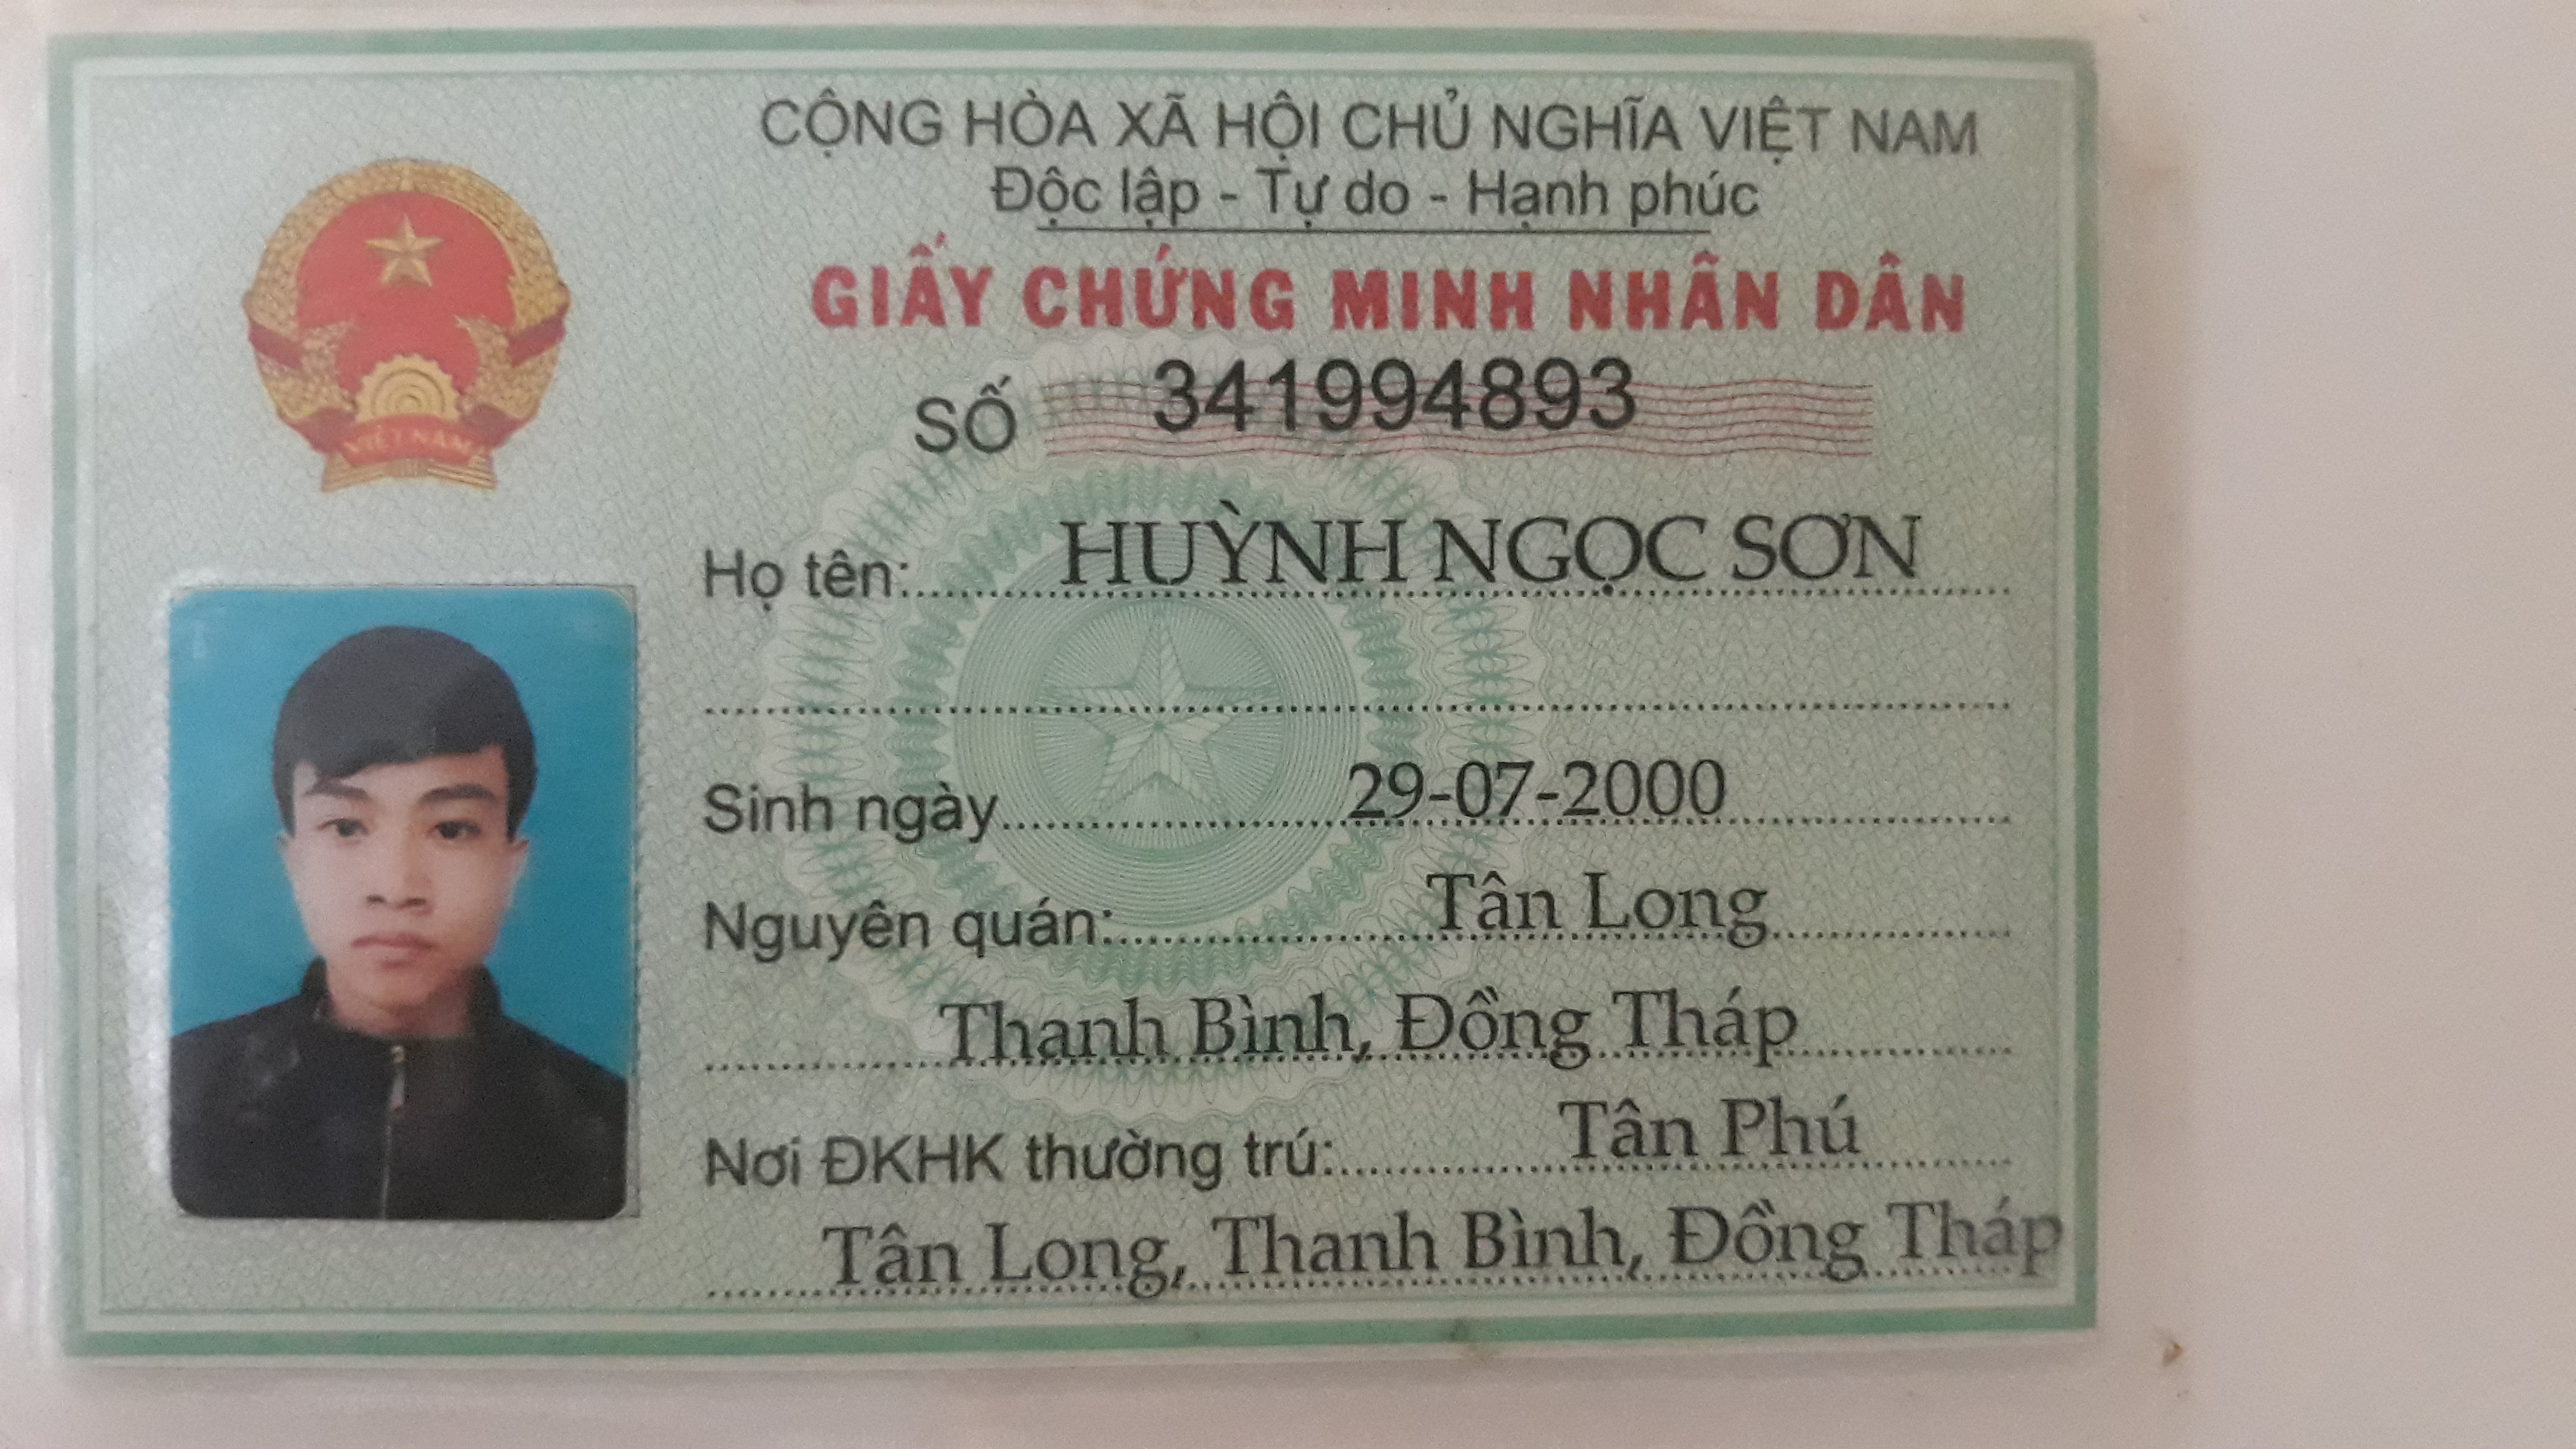 CỘNG HÒA XÃ HỘI CHỦ NGHĨA VIỆT NAM
Độc lập - Tự do - Hạnh phúc
GIẤY CHỨNG MINH NHÂN DÂN
SỐ 341994893
VIỆT NAM
Họ tên: HUỲNH NGỌC SƠN
Sinh ngày 29-07-2000
Nguyên quán: Tân Long
Thanh Bình, Đồng Tháp
Nơi ĐKHK thường trú: Tân Phú
Tân Long, Thanh Bình, Đồng Tháp